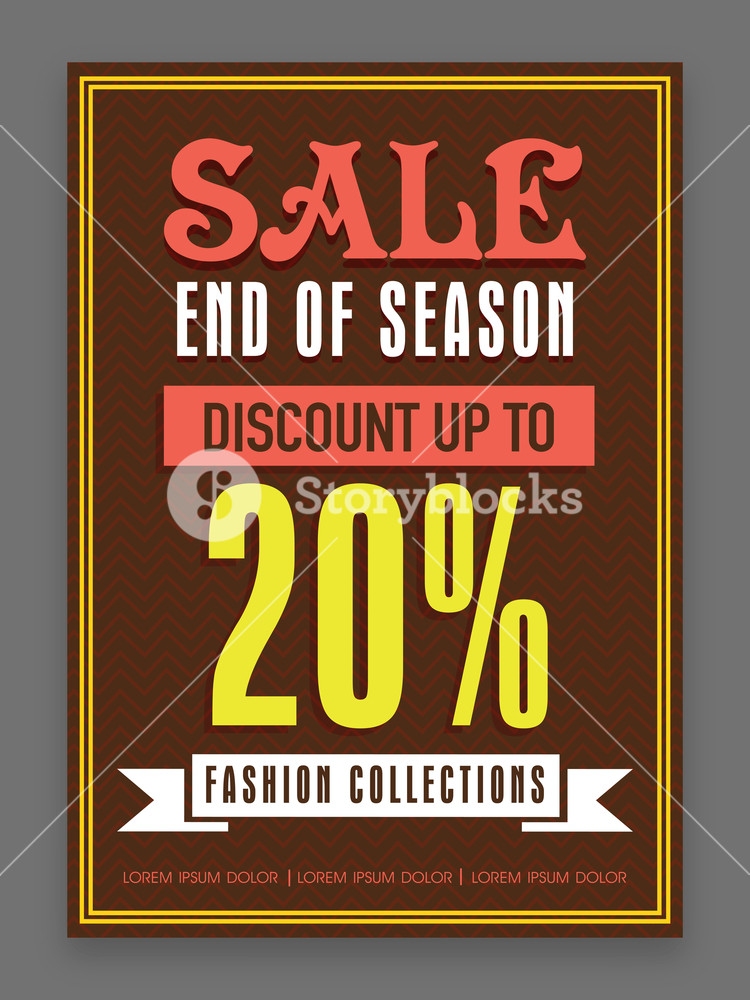 SALE
END OF SEASON
DISCOUNT UP TO
Storyblocks
20%
FASHION COLLECTIONS
LOREM IPSUM DOLOR | LOREM IPSUM DOLOR | LOREM IPSUM DOLOR